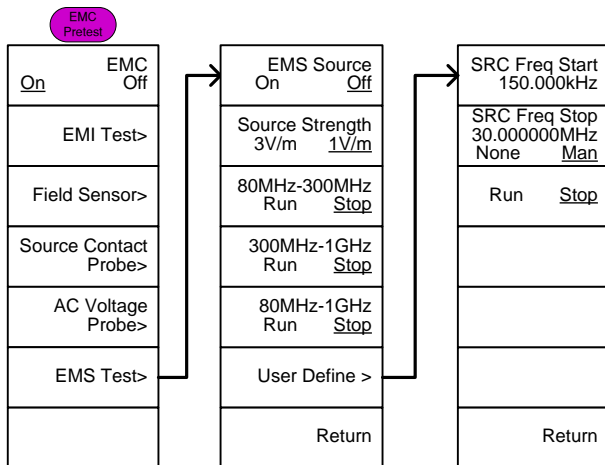 EMC
Pretest
EMC
On Off
EMI Test>
Field Sensor>
Source Contact
Probe>
AC Voltage
Probe>
EMS Test>
EMS Source
On Off
Source Strength
3V/m 1V/m
80MHz-300MHz
Run Stop
300MHz-1GHz
Run Stop
80MHz-1GHz
Run Stop
User Define >
Return
SRC Freq Start
150.000kHz
SRC Freq Stop
30.000000MHz
None Man
Run Stop
Return